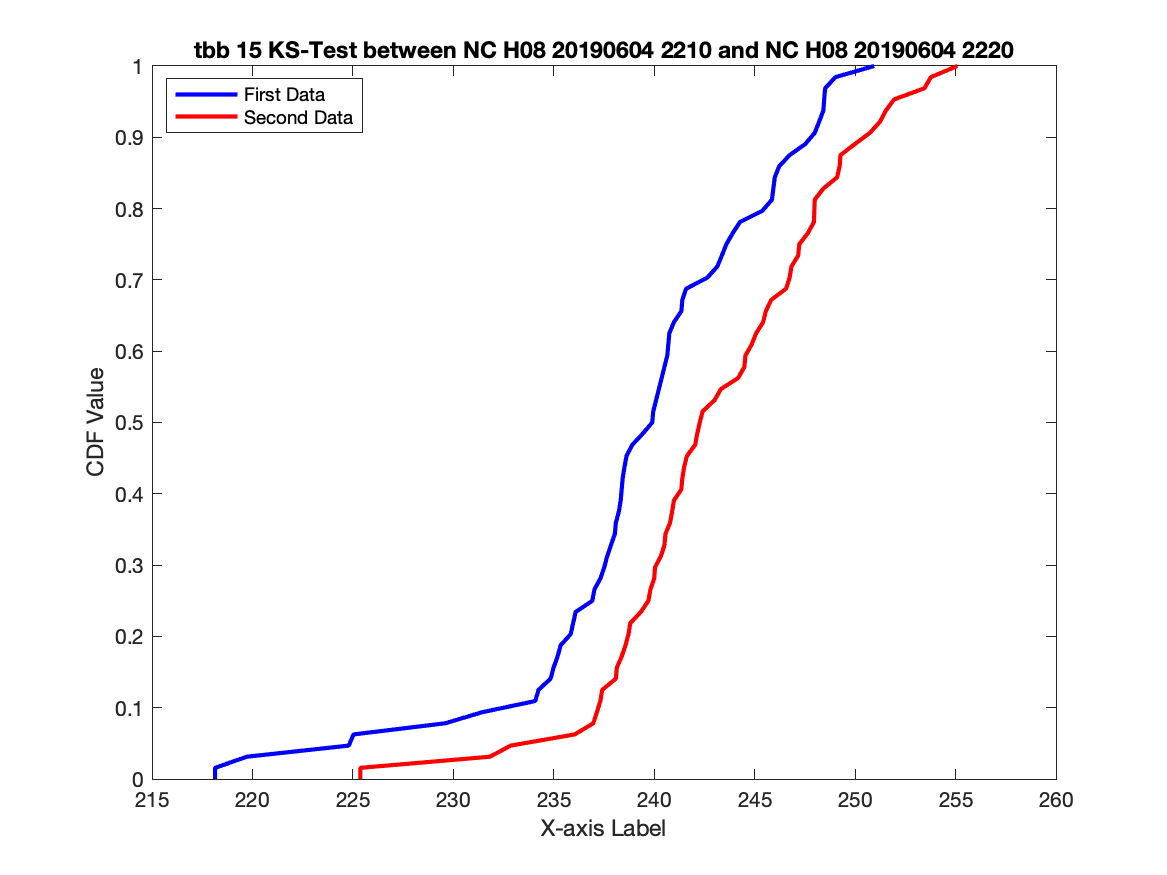 tbb 15 KS-Test between NC H08 20190604 2210 and NC H08 20190604 2220
First Data
Second Data
1
0.9
0.8
0.7
0.6
0.5
0.4
0.3
0.2
0.1
0
CDF Value
215 220 225 230 235 240 245 250 255 260
X-axis Label